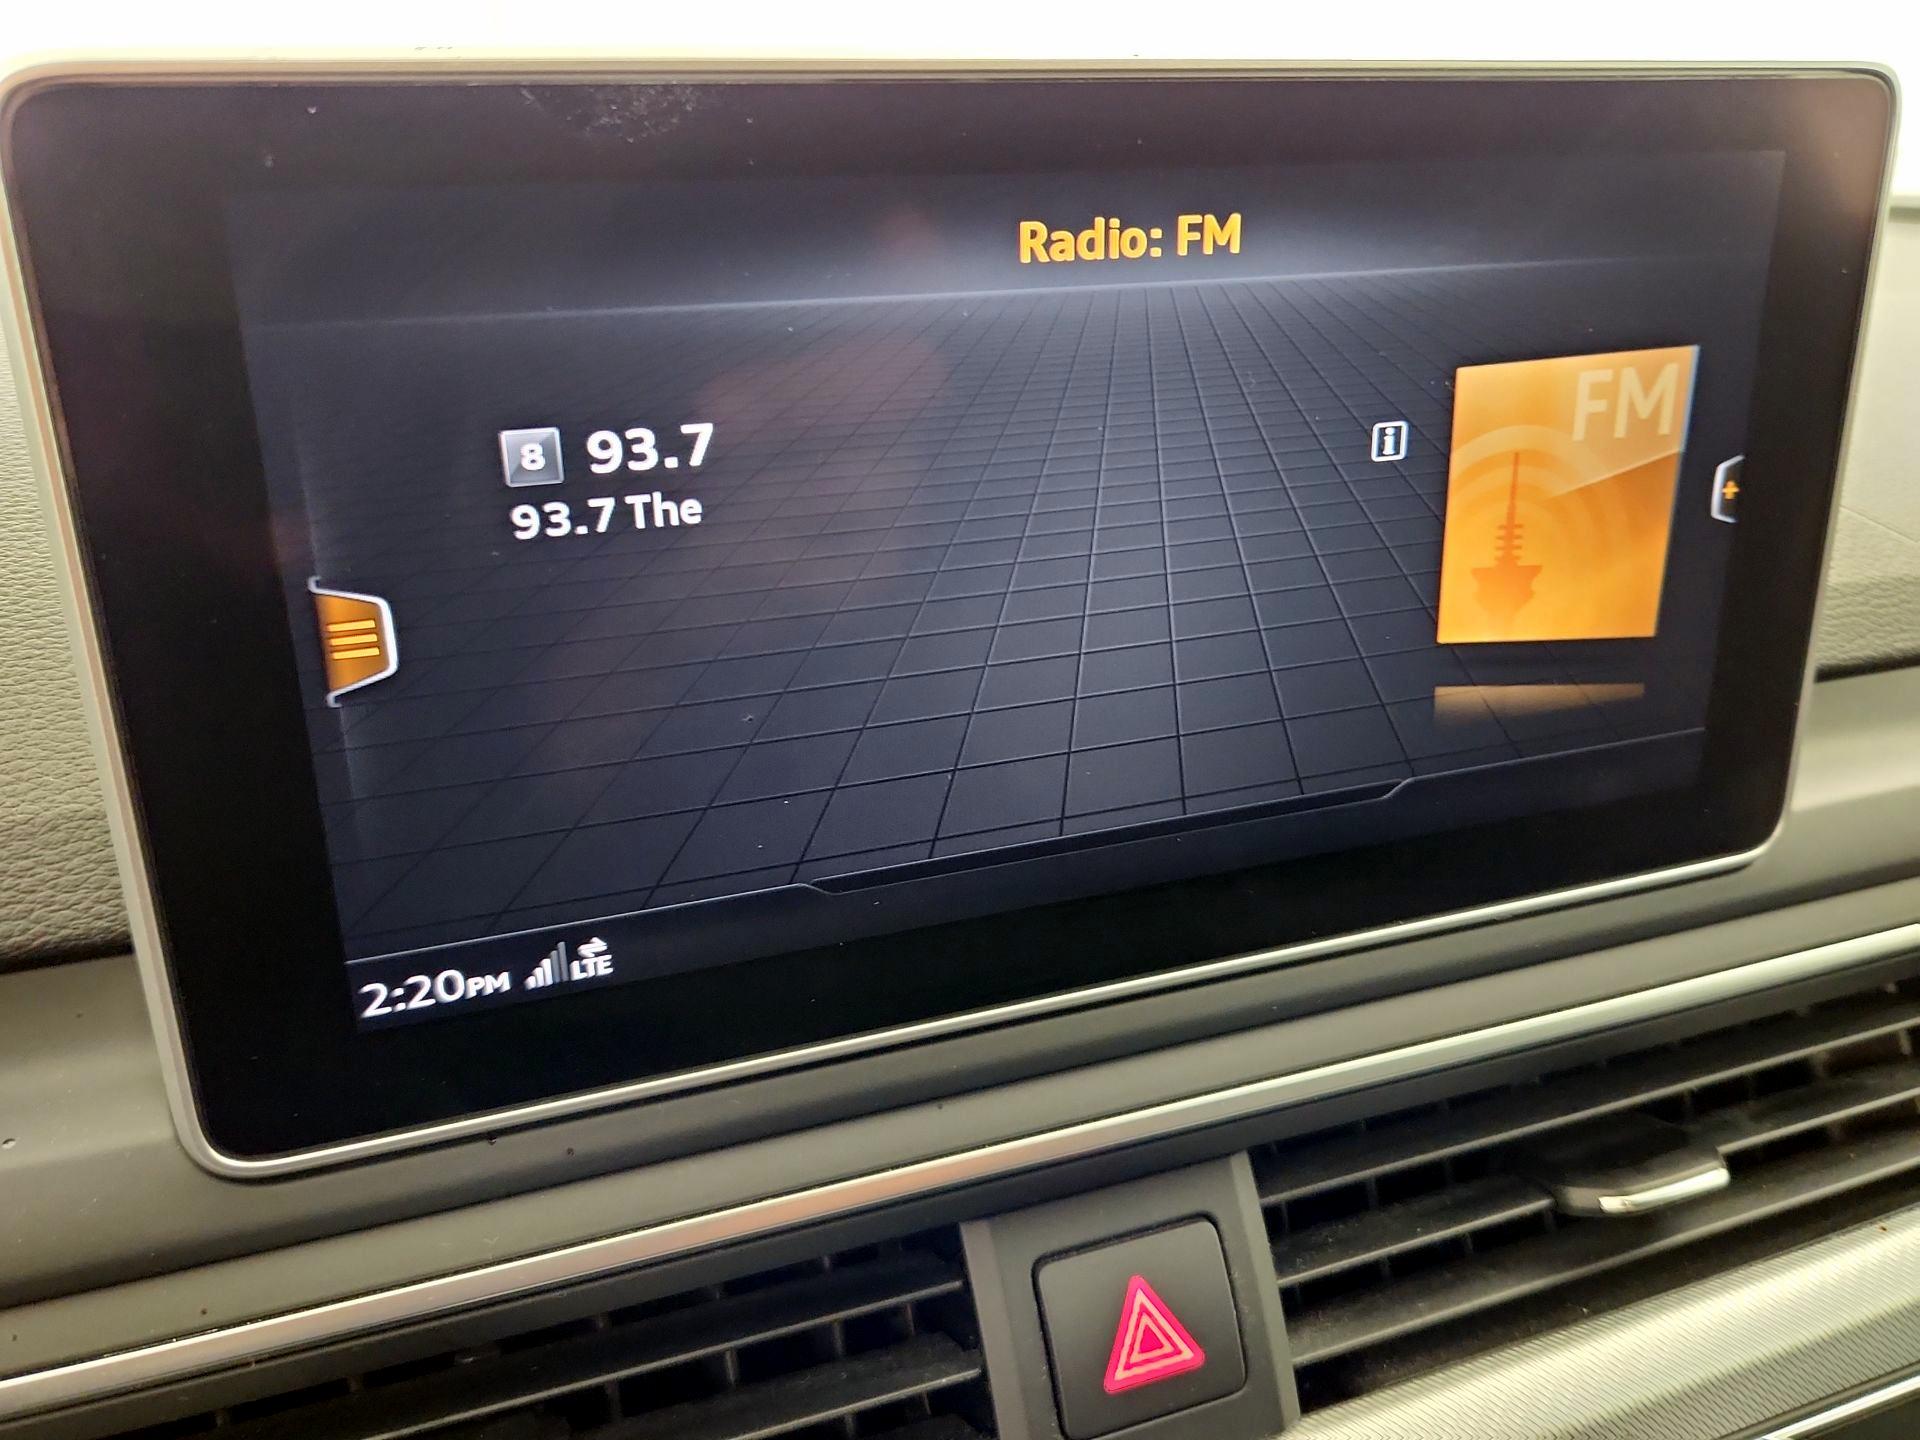 Radio: FM
FM
8 93.7
i
93.7 The
2:20PM LTE